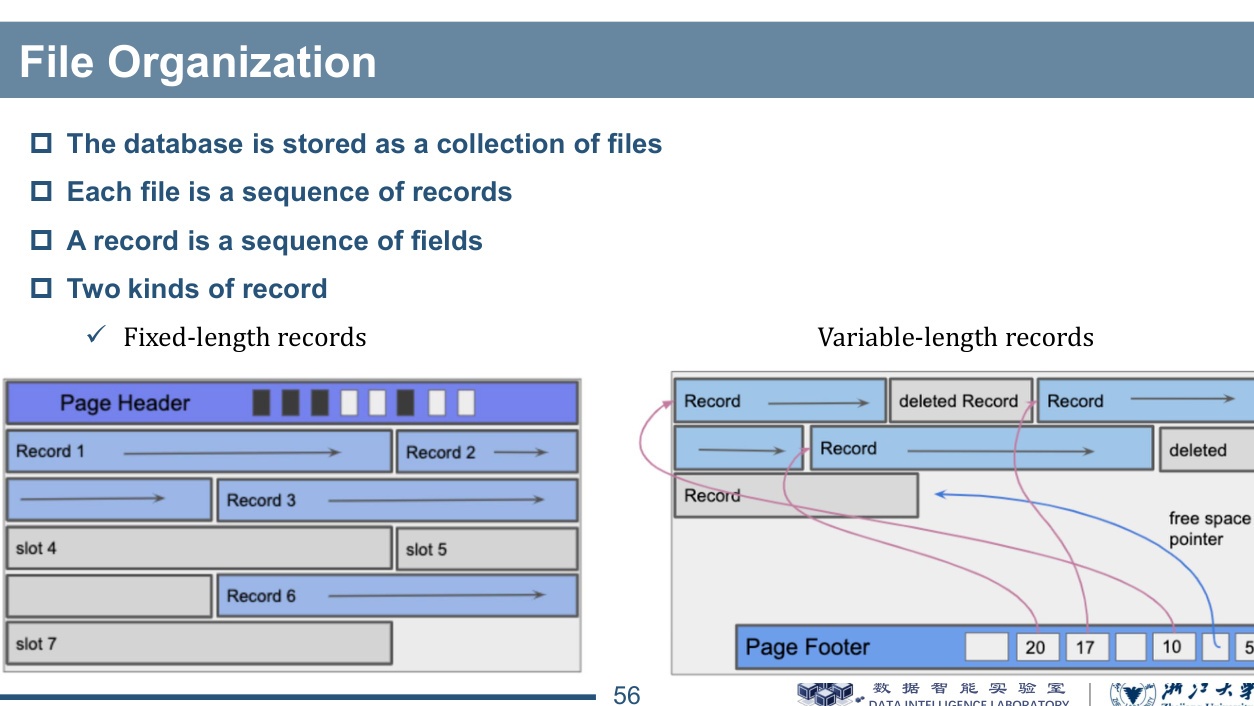 File Organization
The database is stored as a collection of files
Each file is a sequence of records
A record is a sequence of fields
Two kinds of record
Fixed-length records
Variable-length records
Page Header
Record 1
Record 2
Record 3
slot 4
slot 5
Record 6
slot 7
Record
deleted Record
Record
Record
deleted
Record
free space
pointer
Page Footer
20
17
10
5
56
数据智能实验室
DATA INTELLIGENCE LABORATORY
浙江大学